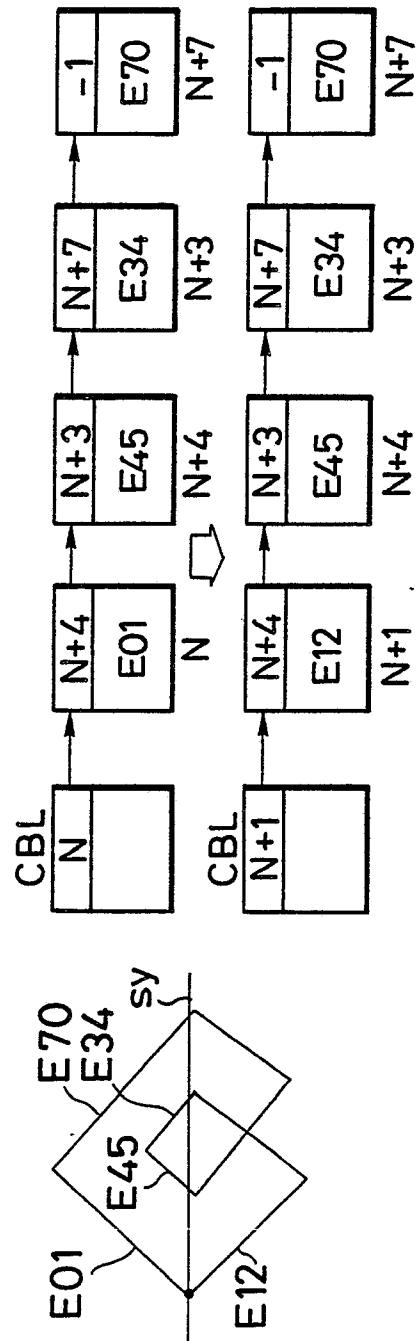 E70
E34
E01
E45
sy
E12
CBL
N N+4 N+3 N+7 -1
E01 E45 E34 E70
N N+4 N+3 N+7
CBL
N+1 N+4 N+3 N+7 -1
E12 E45 E34 E70
N+1 N+4 N+3 N+7